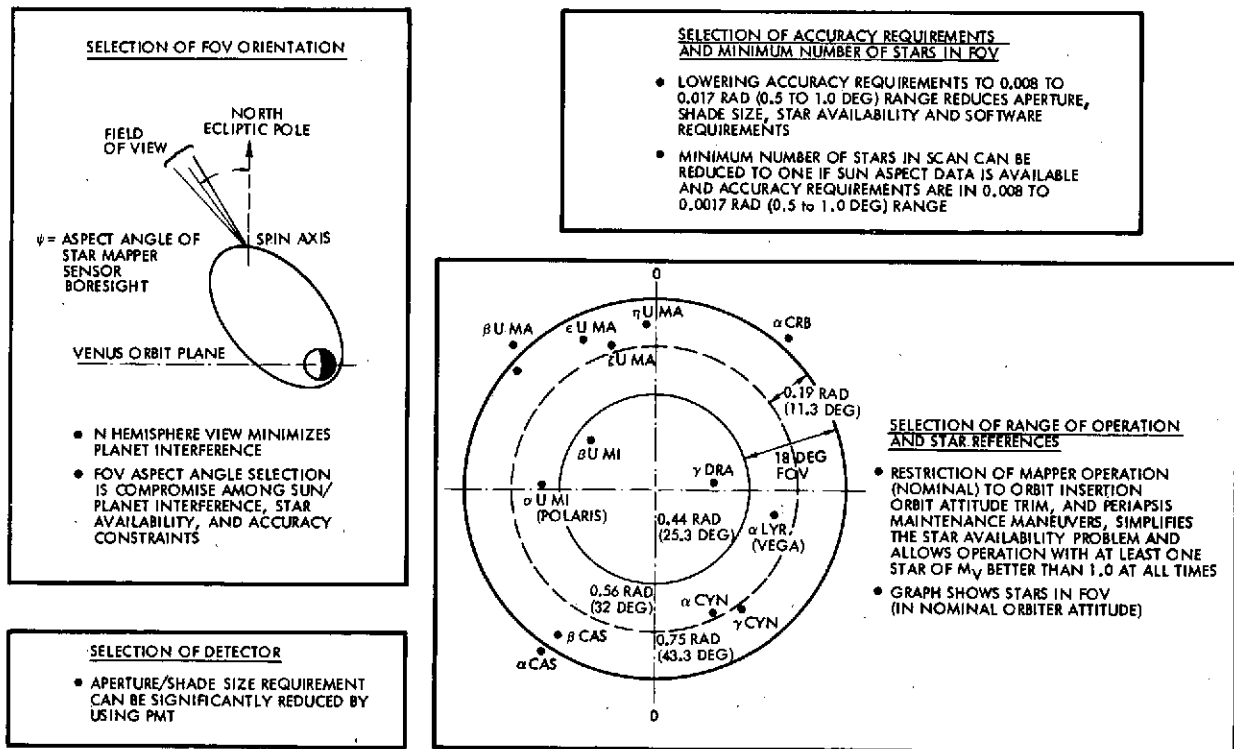 SELECTION OF FOV ORIENTATION
NORTH
ECLIPTIC POLE
FIELD
OF VIEW
ψ = ASPECT ANGLE OF
STAR MAPPER
SENSOR
BORESIGHT
SPIN AXIS
VENUS ORBIT PLANE
• N HEMISPHERE VIEW MINIMIZES
PLANET INTERFERENCE
• FOV ASPECT ANGLE SELECTION
IS COMPROMISE AMONG SUN/
PLANET INTERFERENCE, STAR
AVAILABILITY, AND ACCURACY
CONSTRAINTS
SELECTION OF DETECTOR
• APERTURE/SHADE SIZE REQUIREMENT
CAN BE SIGNIFICANTLY REDUCED BY
USING PMT
SELECTION OF ACCURACY REQUIREMENTS
AND MINIMUM NUMBER OF STARS IN FOV
• LOWERING ACCURACY REQUIREMENTS TO 0.008 TO
0.017 RAD (0.5 TO 1.0 DEG) RANGE REDUCES APERTURE,
SHADE SIZE, STAR AVAILABILITY AND SOFTWARE
REQUIREMENTS
• MINIMUM NUMBER OF STARS IN SCAN CAN BE
REDUCED TO ONE IF SUN ASPECT DATA IS AVAILABLE
AND ACCURACY REQUIREMENTS ARE IN 0.008 TO
0.0017 RAD (0.5 to 1.0 DEG) RANGE
0
η U MA
α CRB
β U MA
ϵ U MA
ξ U MA
0.19 RAD
(11.3 DEG)
18 DEG
FOV
β U MI
γ DRA
α U MI
(POLARIS)
0.44 RAD
(25.3 DEG)
α LYR
(VEGA)
0.56 RAD
(32 DEG)
α CYN
γ CYN
β CAS
0.75 RAD
(43.3 DEG)
α CAS
0
SELECTION OF RANGE OF OPERATION
AND STAR REFERENCES
• RESTRICTION OF MAPPER OPERATION
(NOMINAL) TO ORBIT INSERTION
ORBIT ATTITUDE TRIM, AND PERIAPSIS
MAINTENANCE MANEUVERS, SIMPLIFIES
THE STAR AVAILABILITY PROBLEM AND
ALLOWS OPERATION WITH AT LEAST ONE
STAR OF MV BETTER THAN 1.0 AT ALL TIMES
• GRAPH SHOWS STARS IN FOV
(IN NOMINAL ORBITER ATTITUDE)